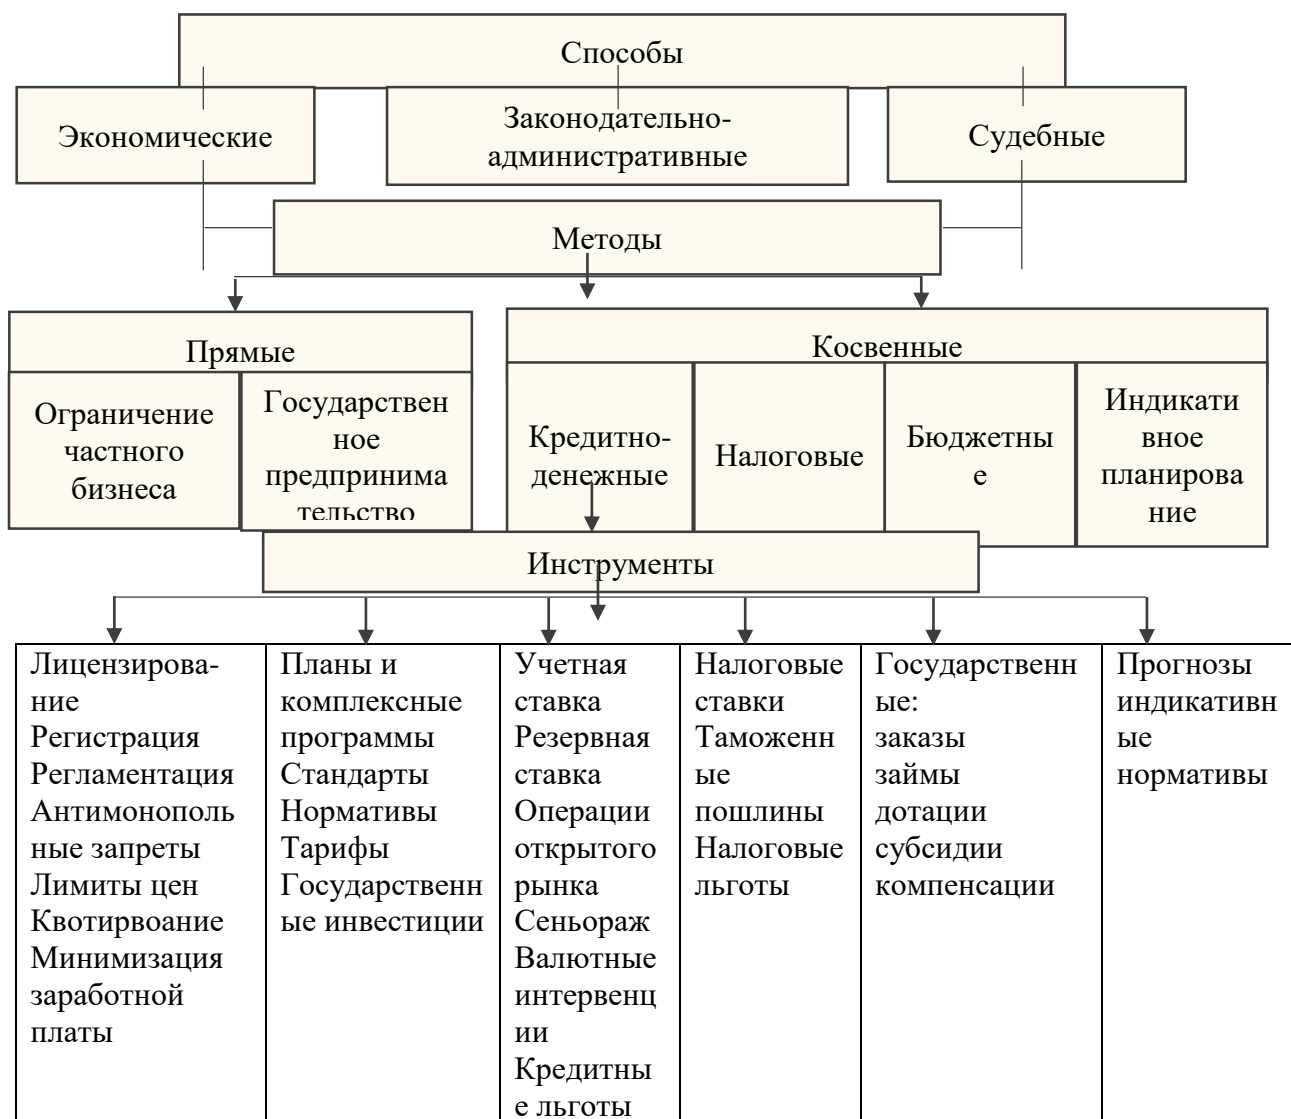 Способы
Экономические
Законодательно-
административные
Судебные
Методы
Прямые
Косвенные
Ограничение
частного
бизнеса
Государствен
ное
предпринима
тельство
Кредитно-
денежные
Налоговые
Бюджетны
е
Индикати
вное
планирова
ние
Инструменты
Лицензирова-
ние
Регистрация
Регламентация
Антимонополь
ные запреты
Лимиты цен
Квотирвоание
Минимизация
заработной
платы
Планы и
комплексные
программы
Стандарты
Нормативы
Тарифы
Государственн
ые инвестиции
Учетная
ставка
Резервная
ставка
Операции
открытого
рынка
Сеньораж
Валютные
интервенц
ии
Кредитны
е льготы
Налоговые
ставки
Таможенн
ые
пошлины
Налоговые
льготы
Государственн
ые:
заказы
займы
дотации
субсидии
компенсации
Прогнозы
индикативн
ые
нормативы